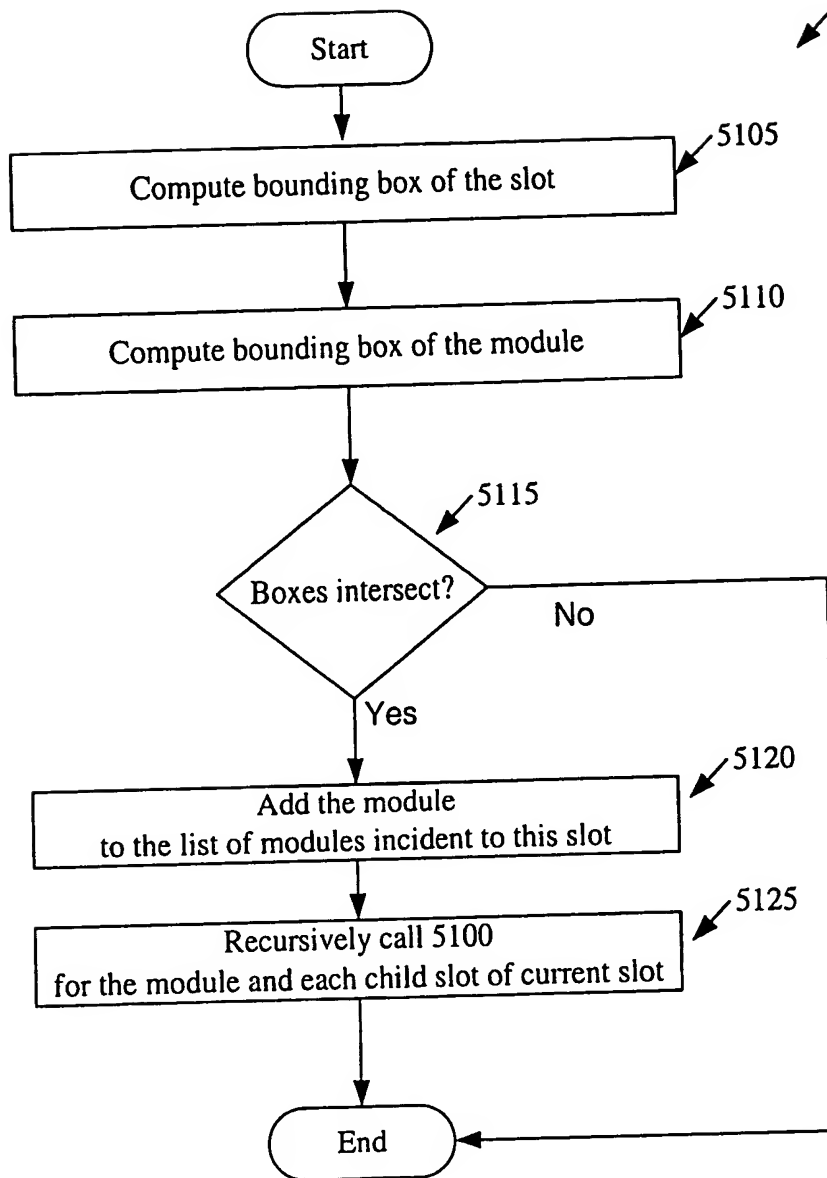 Start
5105
Compute bounding box of the slot
5110
Compute bounding box of the module
5115
Boxes intersect?
No
Yes
5120
Add the module
to the list of modules incident to this slot
5125
Recursively call 5100
for the module and each child slot of current slot
End